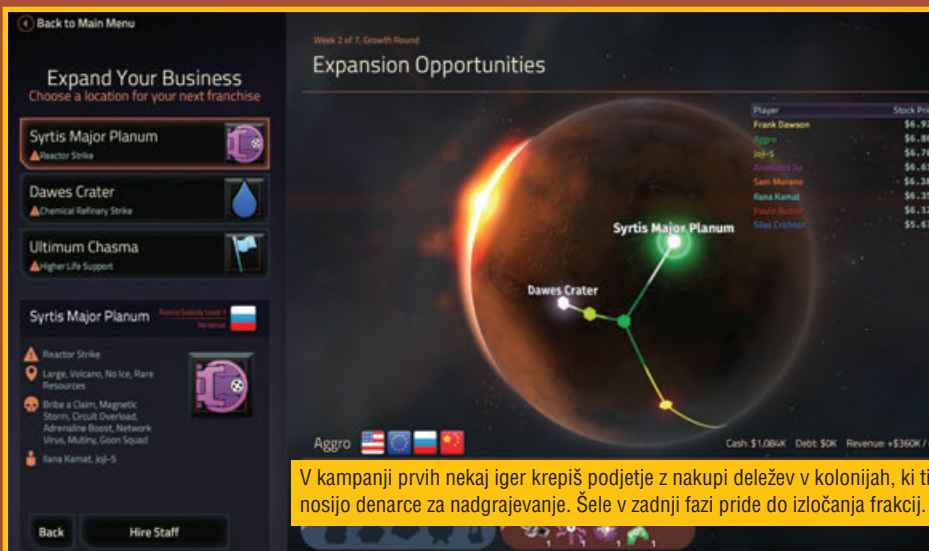 Back to Main Menu
Expand Your Business
Choose a location for your next franchise
Syrtis Major Planum
Reactor Strike
Dawes Crater
Chemical Refinery Strike
Ultimum Chasma
Higher Life Support
Syrtis Major Planum
Reactor Strike
Large, Volcano, No Ice, Rare
Resources
Bribe a Claim, Magnetic
Storm, Circuit Overload,
Adrenaline Boost, Network
Virus, Mutiny, Goon Squad
Ilana Kamat, Joji-5
Back
Hire Staff
Week 2 of 7, Growth Round
Expansion Opportunities
Player Stock
Frank Dawson
Aggro
Joji-5
Sam Moreno
Ilana Kamat
Silas Crichton
Syrtis Major Planum
Dawes Crater
Aggro
Cash: $1,084K Debt: $0K Revenue: +$360K
V kampanji prvih nekaj iger krepiš podjetje z nakupi deležev v kolonijah, ki ti
nosijo denarce za nadgrajevanje. Šele v zadnji fazi pride do izločanja frakcij.
1 1 1 1